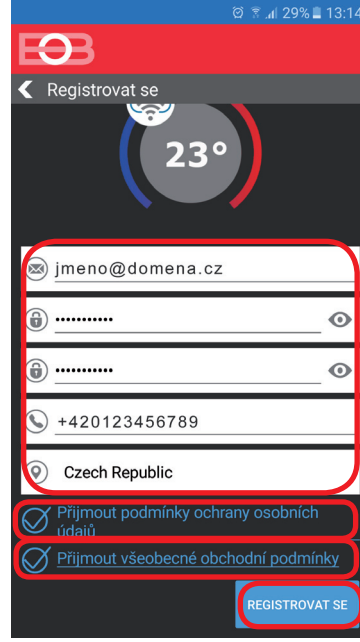 29% 13:14
EOB
Registrovat se
23°
jmeno@domena.cz
•••••••••••
•••••••••••
+420123456789
Czech Republic
Přijmout podmínky ochrany osobních
údajů
Přijmout všeobecné obchodní podmínky
REGISTROVAT SE